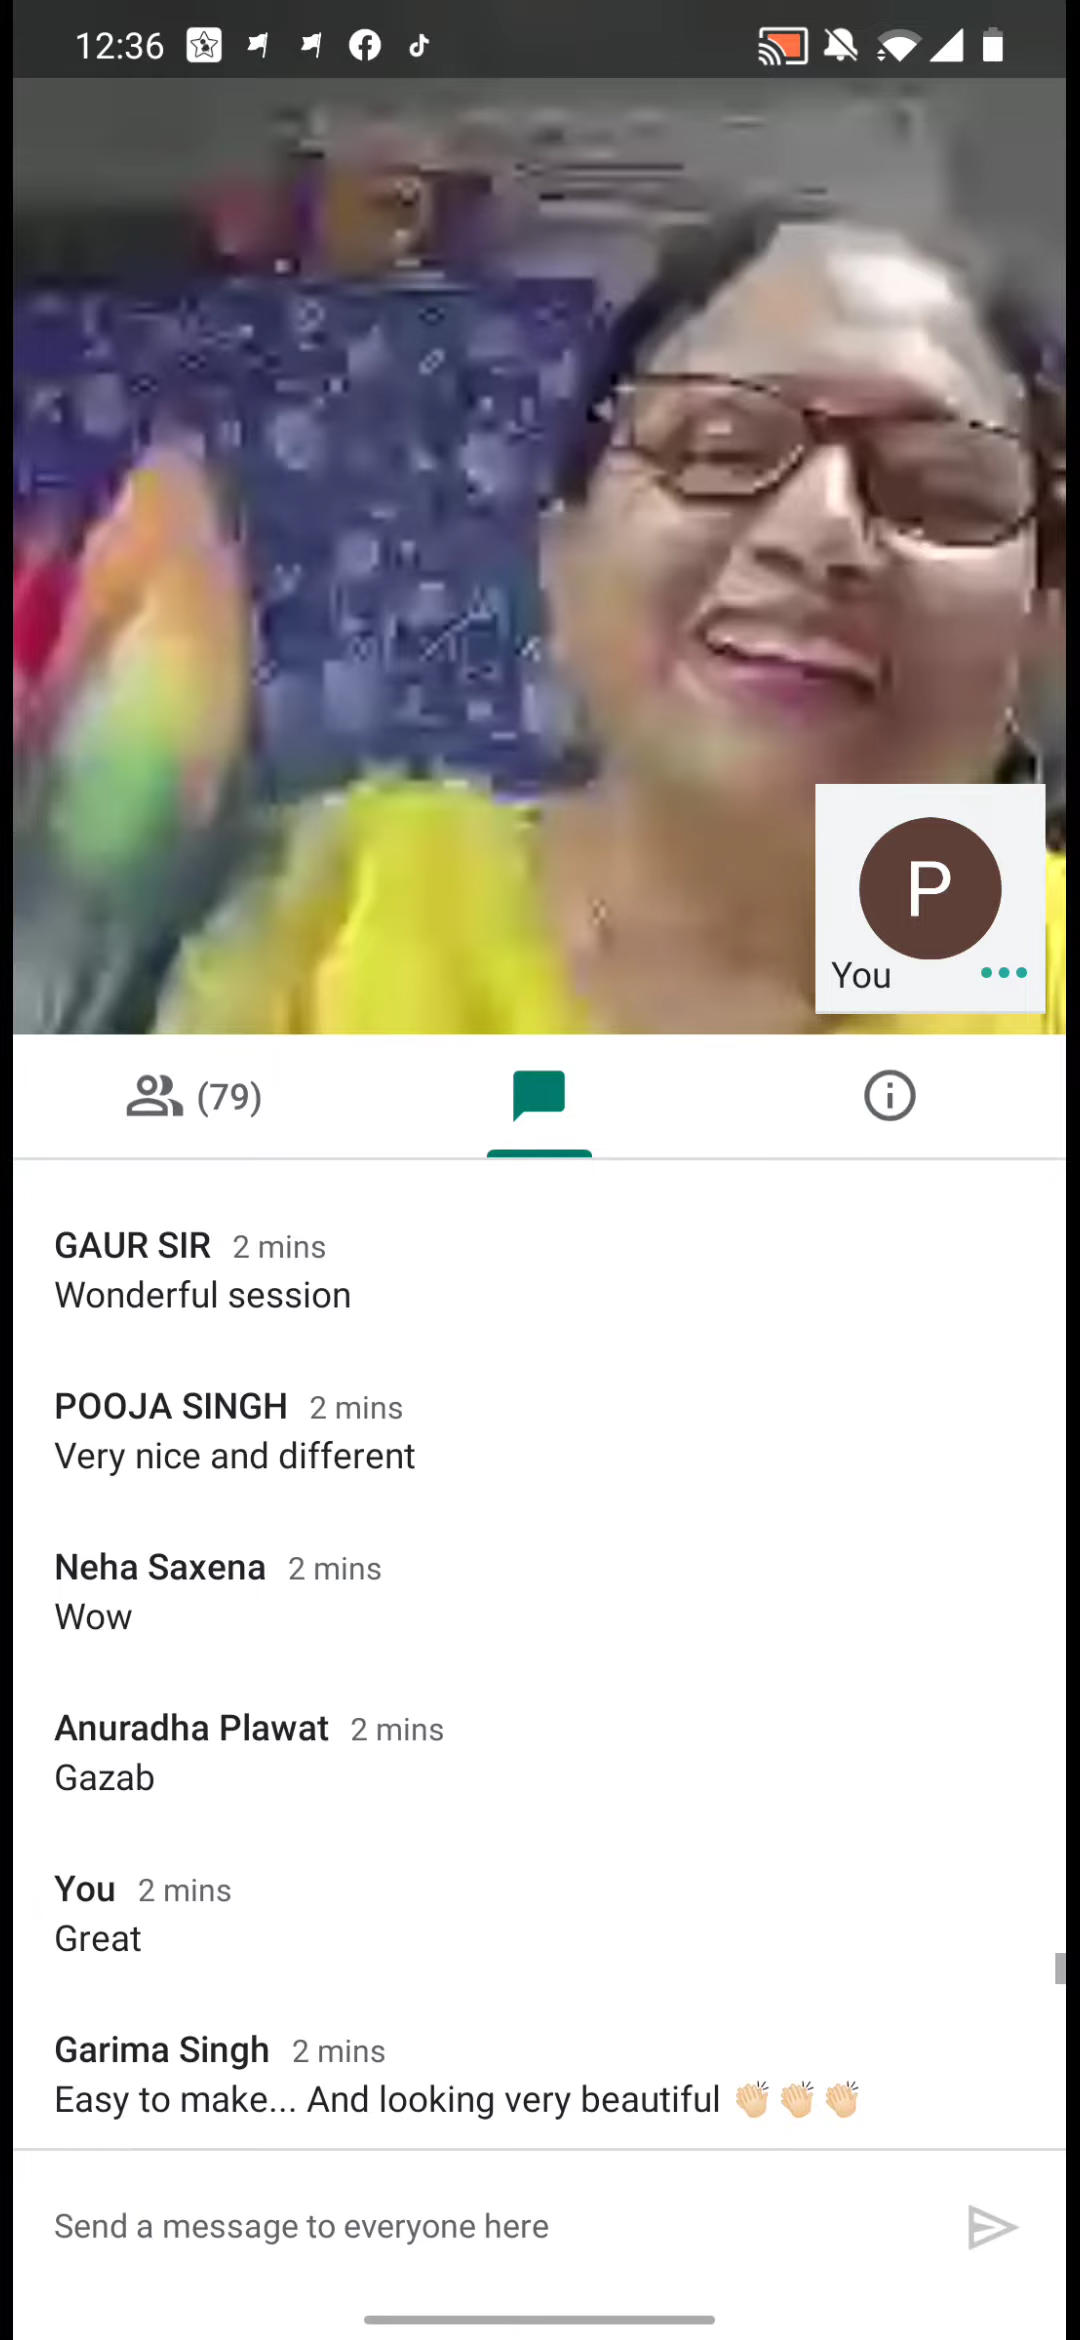 12:36
P
You
(79)
GAUR SIR 2 mins
Wonderful session
POOJA SINGH 2 mins
Very nice and different
Neha Saxena 2 mins
Wow
Anuradha Plawat 2 mins
Gazab
You 2 mins
Great
Garima Singh 2 mins
Easy to make... And looking very beautiful 👏🏻👏🏻👏🏻
Send a message to everyone here